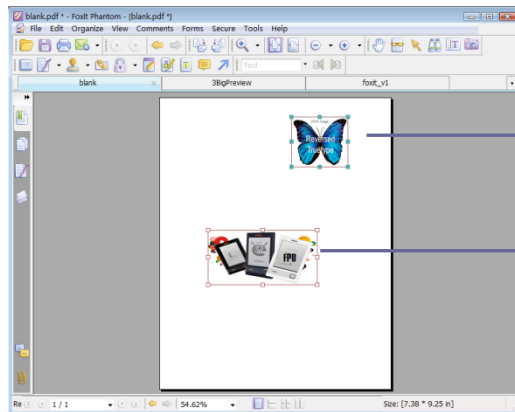 blank.pdf * - Foxit Phantom - [blank.pdf *]
File Edit Organize View Comments Forms Secure Tools Help
Find
blank 3BigPreview foxit_v1
Reversed
Truetype
FPD
Re 1 / 1 54.62% Size: [7.38 * 9.25 in]